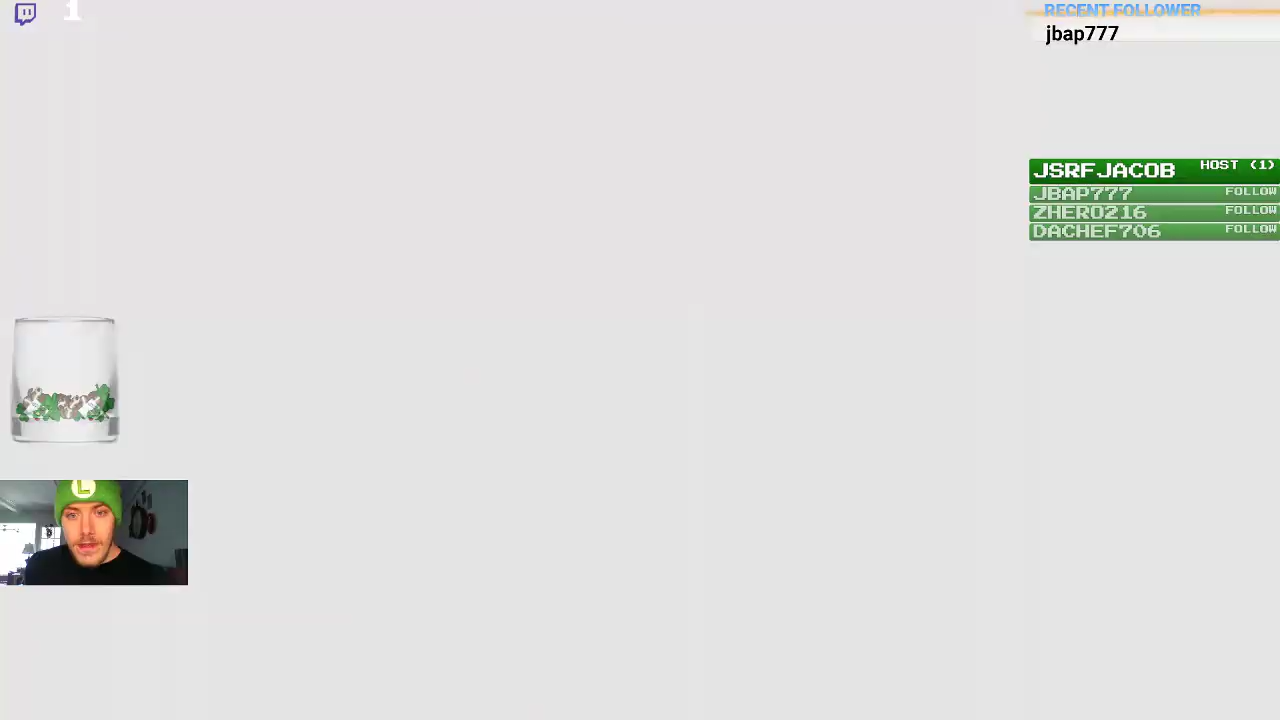 1
RECENT FOLLOWER
jbap777
JSRFJACOB HOST (1)
JBAP777 FOLLOW
ZHERO216 FOLLOW
DACHEF706 FOLLOW
L